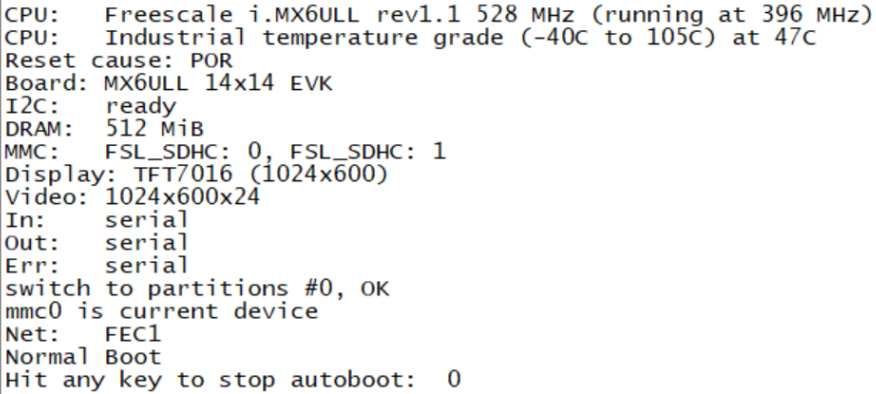 CPU:   Freescale i.MX6ULL rev1.1 528 MHz (running at 396 MHz)
CPU:   Industrial temperature grade (-40C to 105C) at 47C
Reset cause: POR
Board: MX6ULL 14x14 EVK
I2C:   ready
DRAM:  512 MiB
MMC:   FSL_SDHC: 0, FSL_SDHC: 1
Display: TFT7016 (1024x600)
Video: 1024x600x24
In:    serial
Out:   serial
Err:   serial
switch to partitions #0, OK
mmc0 is current device
Net:   FEC1
Normal Boot
Hit any key to stop autoboot:  0